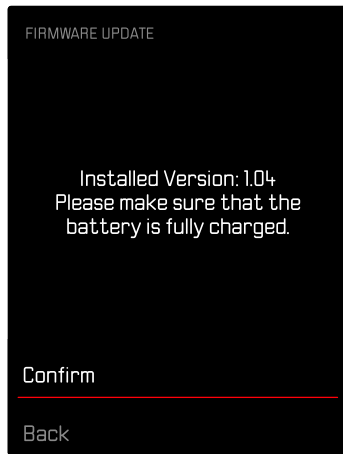 FIRMWARE UPDATE
Installed Version: 1.04
Please make sure that the
battery is fully charged.
Confirm
Back